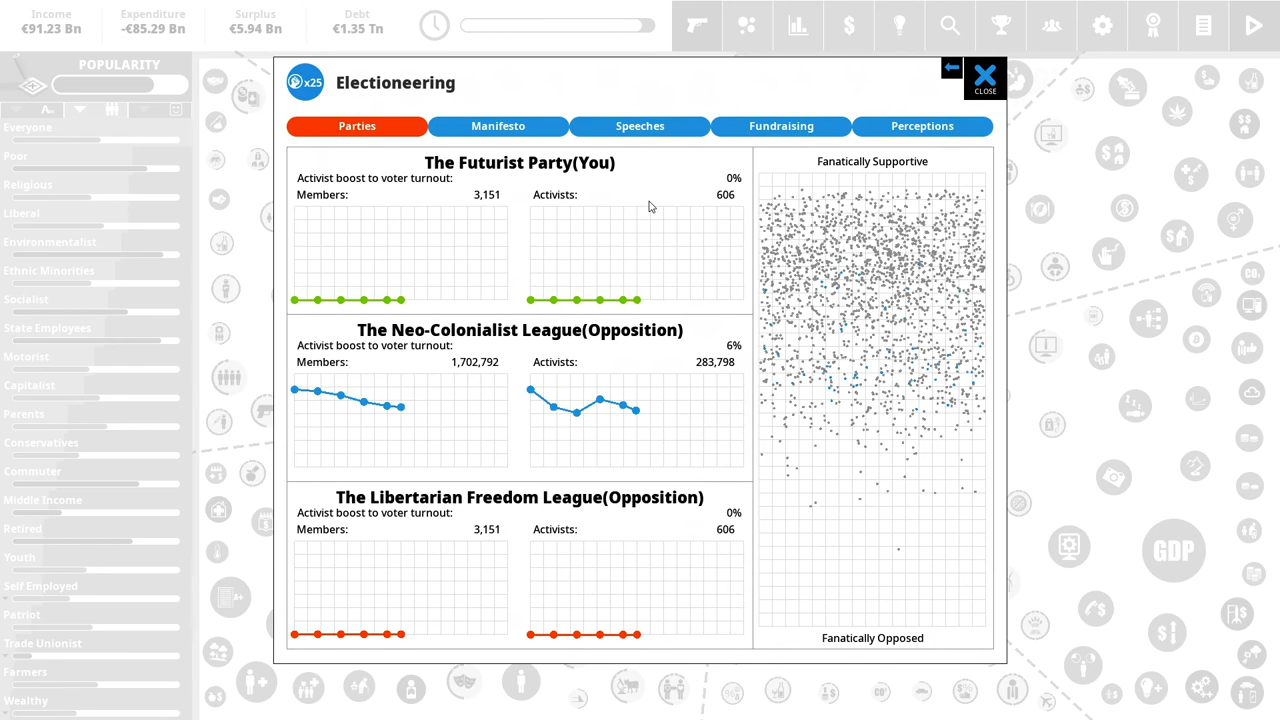 Income
Expenditure
Surplus
Debt
€91.23 Bn
-€85.29 Bn
€5.94 Bn
€1.35 Tn
POPULARITY
Everyone
Poor
Religious
Liberal
Environmentalist
Ethnic Minorities
Socialist
State Employees
Motorist
Capitalist
Parents
Conservatives
Commuter
Middle Income
Retired
Youth
Self Employed
Patriot
Trade Unionist
Farmers
Wealthy
x25
Electioneering
CLOSE
Parties
Manifesto
Speeches
Fundraising
Perceptions
The Futurist Party(You)
Activist boost to voter turnout: 0%
Members: 3,151
Activists: 606
The Neo-Colonialist League(Opposition)
Activist boost to voter turnout: 6%
Members: 1,702,792
Activists: 283,798
The Libertarian Freedom League(Opposition)
Activist boost to voter turnout: 0%
Members: 3,151
Activists: 606
Fanatically Supportive
Fanatically Opposed
GDP